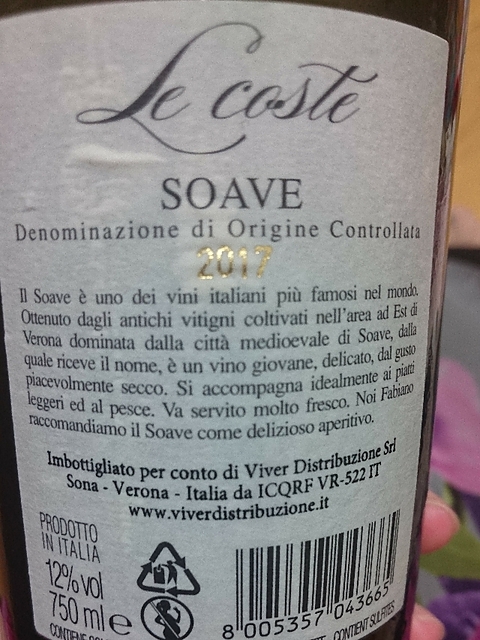 Le coste
SOAVE
Denominazione di Origine Controllata
2017
Il Soave è uno dei vini italiani più famosi nel mondo.
Ottenuto dagli antichi vitigni coltivati nell'area ad Est di
Verona dominata dalla città medioevale di Soave, dalla
quale riceve il nome, è un vino giovane, delicato, dal gusto
piacevolmente secco. Si accompagna idealmente ai piatti
leggeri ed al pesce. Va servito molto fresco. Noi Fabiano
raccomandiamo il Soave come delizioso aperitivo.
Imbottigliato per conto di Viver Distribuzione Srl
Sona - Verona - Italia da ICQRF VR-522 IT
www.viverdistribuzione.it
PRODOTTO
IN ITALIA
12% vol
750 ml e
8 005357 043665
CONTIENE
CONTIENT SULFITES